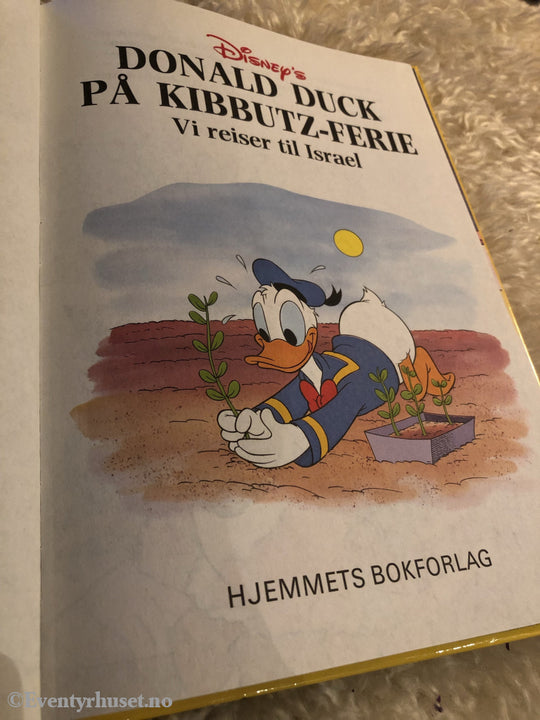 Disney's
DONALD DUCK
PÅ KIBBUTZ-FERIE
Vi reiser til Israel
HJEMMETS BOKFORLAG
©Eventyrhuset.no